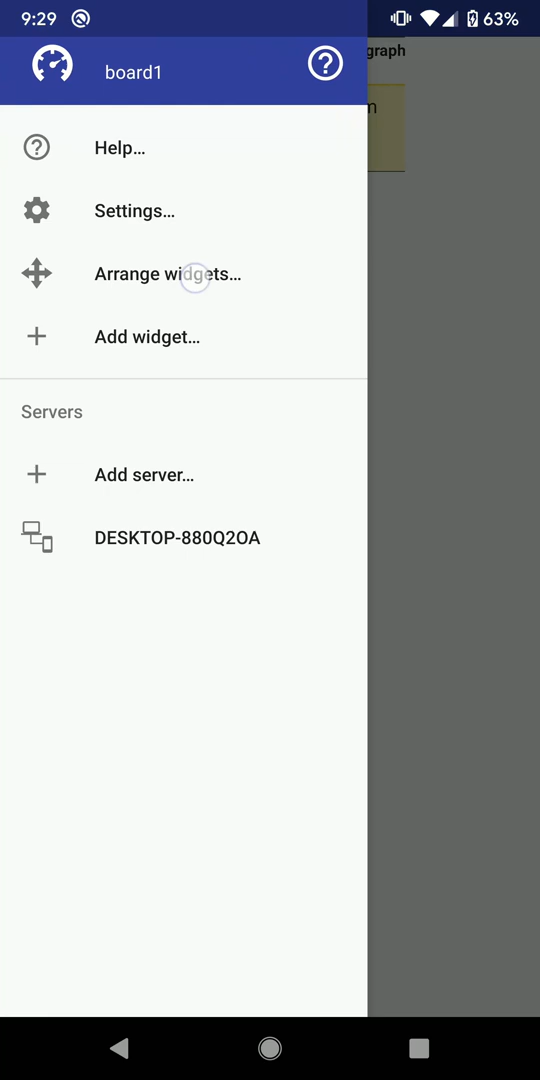 9:29 63%
board1
graph
m
Help...
Settings...
Arrange widgets...
Add widget...
Servers
Add server...
DESKTOP-880Q2OA